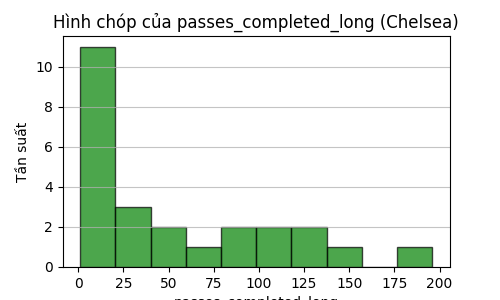 Hình chóp của passes_completed_long (Chelsea)
Tần suất
10
8
6
4
2
0
0 25 50 75 100 125 150 175 200
passes_completed_long